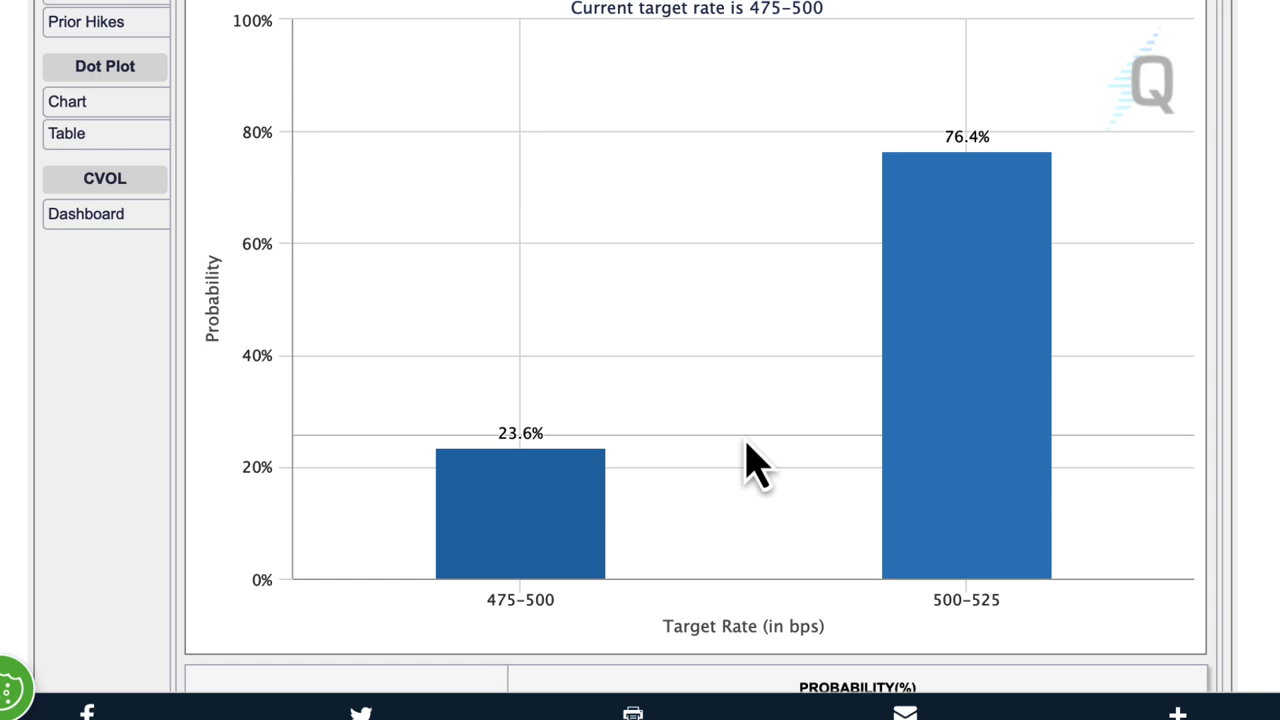 Prior Hikes
Dot Plot
Chart
Table
CVOL
Dashboard
Current target rate is 475-500
100%
80%
60%
40%
20%
0%
Probability
23.6%
76.4%
475-500
500-525
Target Rate (in bps)
Q
PROBABILITY(%)